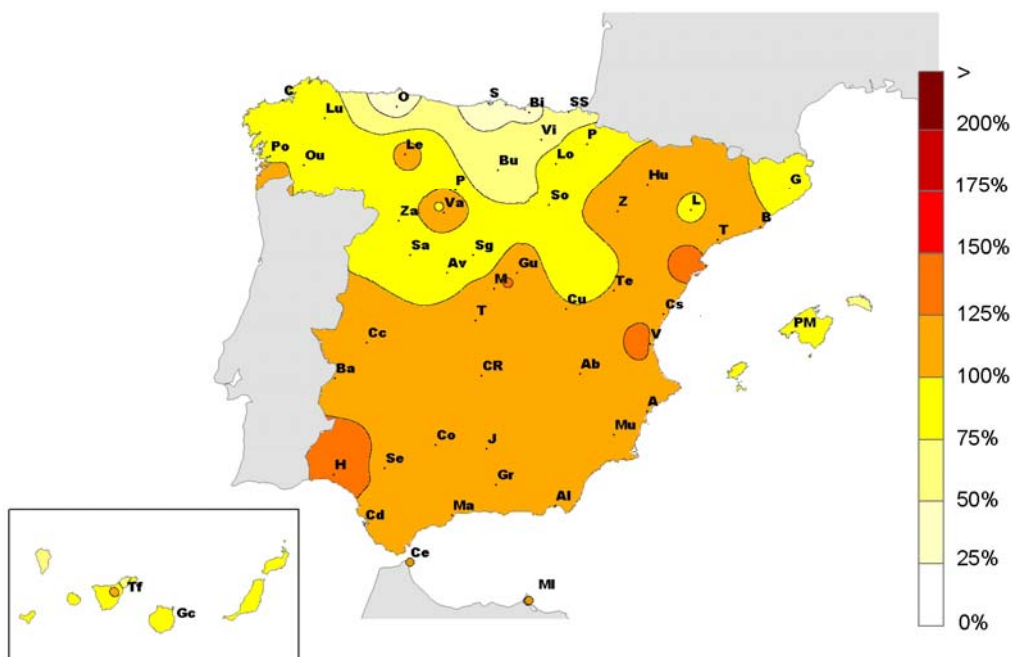 >
200%
175%
150%
125%
100%
75%
50%
25%
0%
C
O
S
Bi
SS
Lu
Vi
P
Po
Ou
Le
Bu
Lo
Hu
G
P
Za
Va
So
Z
L
B
T
Sa
Sg
Av
Gu
M
Te
Cu
Cs
T
PM
Cc
V
Ba
CR
Ab
A
Mu
Co
J
H
Se
Gr
Al
Ma
Cd
Ce
Ml
Tf
Gc